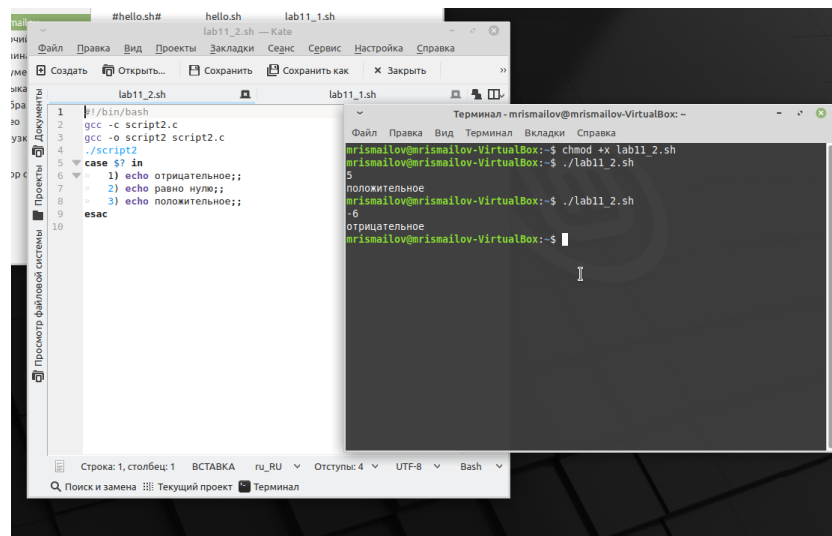 #hello.sh# hello.sh lab11_1.sh
lab11_2.sh — Kate
Файл Правка Вид Проекты Закладки Сеанс Сервис Настройка Справка
Создать Открыть... Сохранить Сохранить как Закрыть »
lab11_2.sh lab11_1.sh
Документы
Проекты
Просмотр файловой системы
1 #!/bin/bash
2 gcc -c script2.c
3 gcc -o script2 script2.c
4 ./script2
5 case $? in
6 1) echo отрицательное;;
7 2) echo равно нулю;;
8 3) echo положительное;;
9 esac
10
Строка: 1, столбец: 1 ВСТАВКА ru_RU Отступы: 4 UTF-8 Bash
Поиск и замена Текущий проект Терминал
Терминал - mrismailov@mrismailov-VirtualBox: ~
Файл Правка Вид Терминал Вкладки Справка
mrismailov@mrismailov-VirtualBox:~$ chmod +x lab11_2.sh
mrismailov@mrismailov-VirtualBox:~$ ./lab11_2.sh
5
положительное
mrismailov@mrismailov-VirtualBox:~$ ./lab11_2.sh
-6
отрицательное
mrismailov@mrismailov-VirtualBox:~$